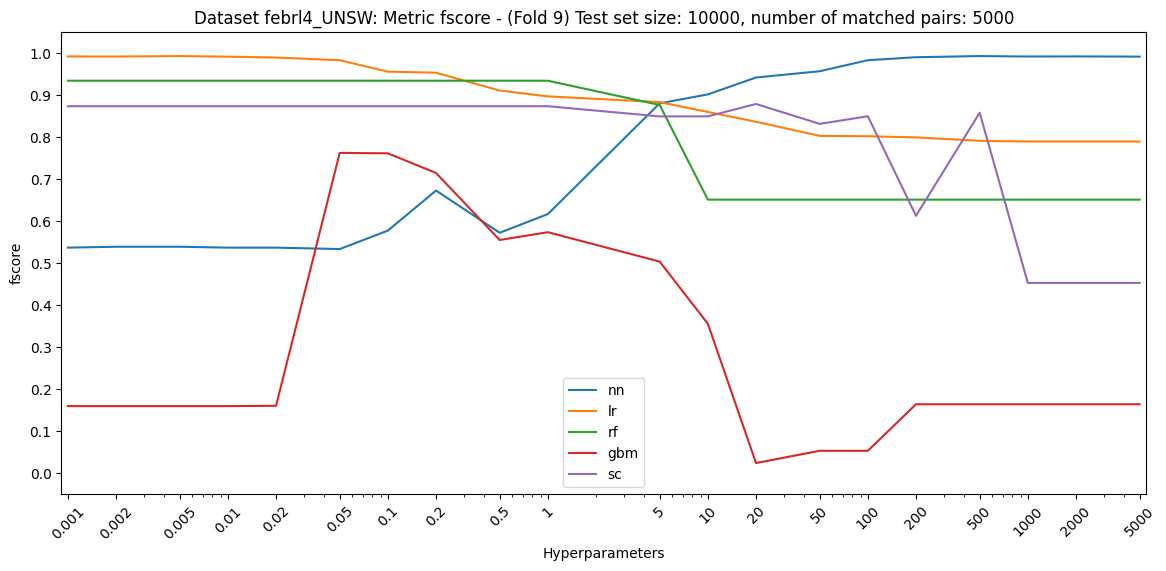 Dataset febrl4_UNSW: Metric fscore - (Fold 9) Test set size: 10000, number of matched pairs: 5000
fscore
1.0
0.9
0.8
0.7
0.6
0.5
0.4
0.3
0.2
0.1
0.0
nn
lr
rf
gbm
sc
0.001 0.002 0.005 0.01 0.02 0.05 0.1 0.2 0.5 1 5 10 20 50 100 200 500 1000 2000 5000
Hyperparameters